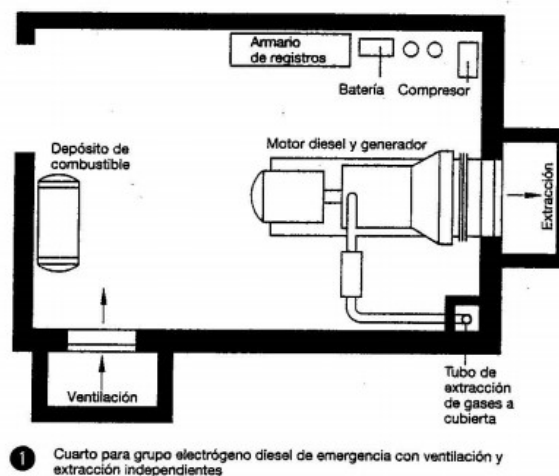 Armario
de registros
Batería
Compresor
Depósito de
combustible
Motor diesel y generador
Extracción
Ventilación
Tubo de
extracción
de gases a
cubierta
1 Cuarto para grupo electrógeno diesel de emergencia con ventilación y
extracción independientes